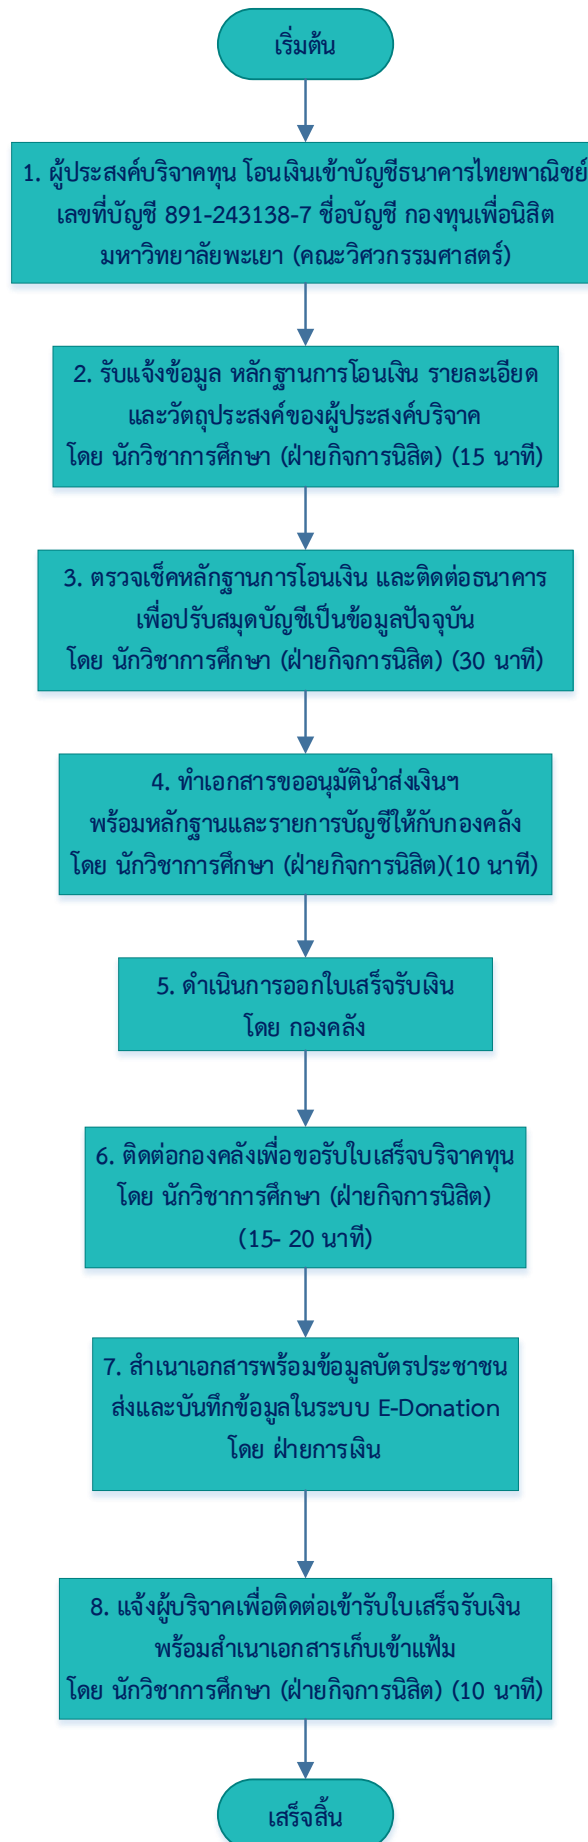 เริ่มต้น
1. ผู้ประสงค์บริจาคทุน โอนเงินเข้าบัญชีธนาคารไทยพาณิชย์
เลขที่บัญชี 891-243138-7 ชื่อบัญชี กองทุนเพื่อนิสิต
มหาวิทยาลัยพะเยา (คณะวิศวกรรมศาสตร์)
2. รับแจ้งข้อมูล หลักฐานการโอนเงิน รายละเอียด
และวัตถุประสงค์ของผู้ประสงค์บริจาค
โดย นักวิชาการศึกษา (ฝ่ายกิจการนิสิต) (15 นาที)
3. ตรวจเช็คหลักฐานการโอนเงิน และติดต่อธนาคาร
เพื่อปรับสมุดบัญชีเป็นข้อมูลปัจจุบัน
โดย นักวิชาการศึกษา (ฝ่ายกิจการนิสิต) (30 นาที)
4. ทำเอกสารขออนุมัตินำส่งเงินฯ
พร้อมหลักฐานและรายการบัญชีให้กับกองคลัง
โดย นักวิชาการศึกษา (ฝ่ายกิจการนิสิต)(10 นาที)
5. ดำเนินการออกใบเสร็จรับเงิน
โดย กองคลัง
6. ติดต่อกองคลังเพื่อขอรับใบเสร็จบริจาคทุน
โดย นักวิชาการศึกษา (ฝ่ายกิจการนิสิต)
(15- 20 นาที)
7. สำเนาเอกสารพร้อมข้อมูลบัตรประชาชน
ส่งและบันทึกข้อมูลในระบบ E-Donation
โดย ฝ่ายการเงิน
8. แจ้งผู้บริจาคเพื่อติดต่อเข้ารับใบเสร็จรับเงิน
พร้อมสำเนาเอกสารเก็บเข้าแฟ้ม
โดย นักวิชาการศึกษา (ฝ่ายกิจการนิสิต) (10 นาที)
เสร็จสิ้น